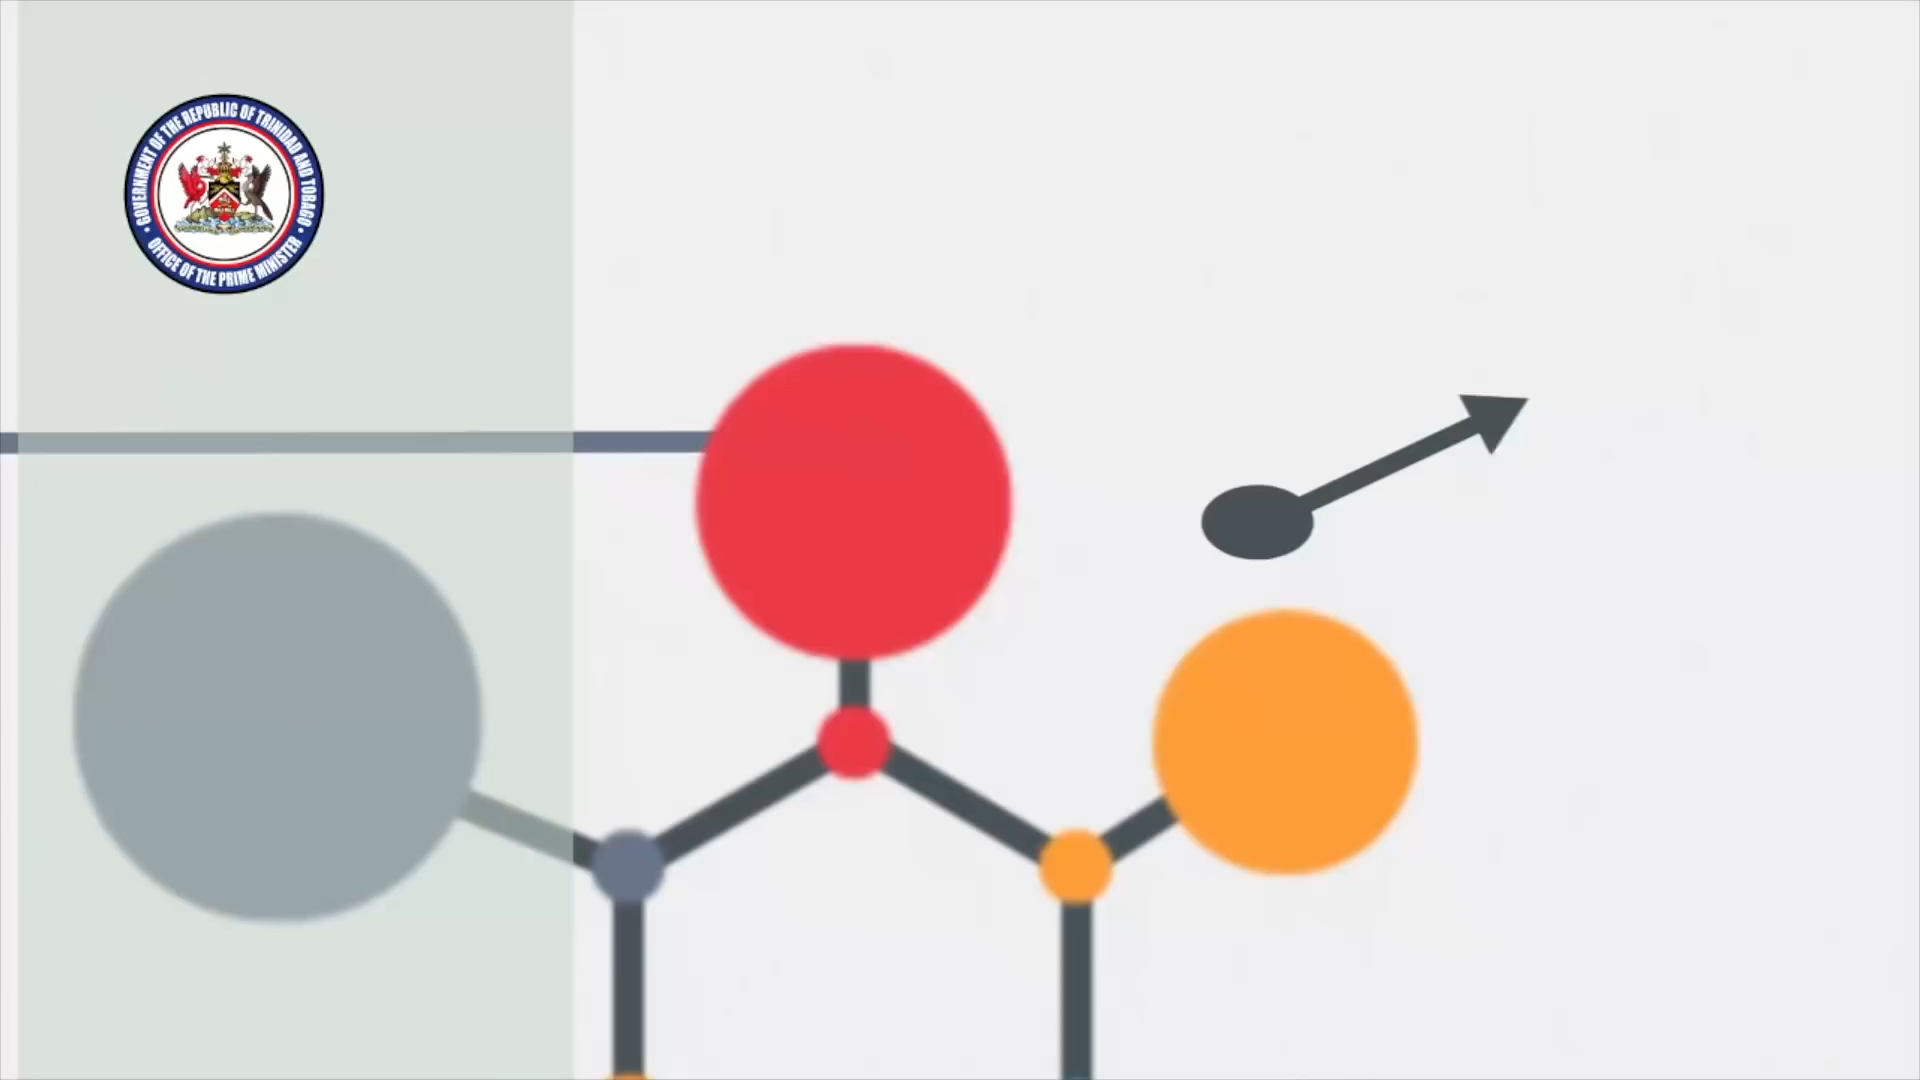 GOVERNMENT OF THE REPUBLIC OF TRINIDAD AND TOBAGO
• OFFICE OF THE PRIME MINISTER •